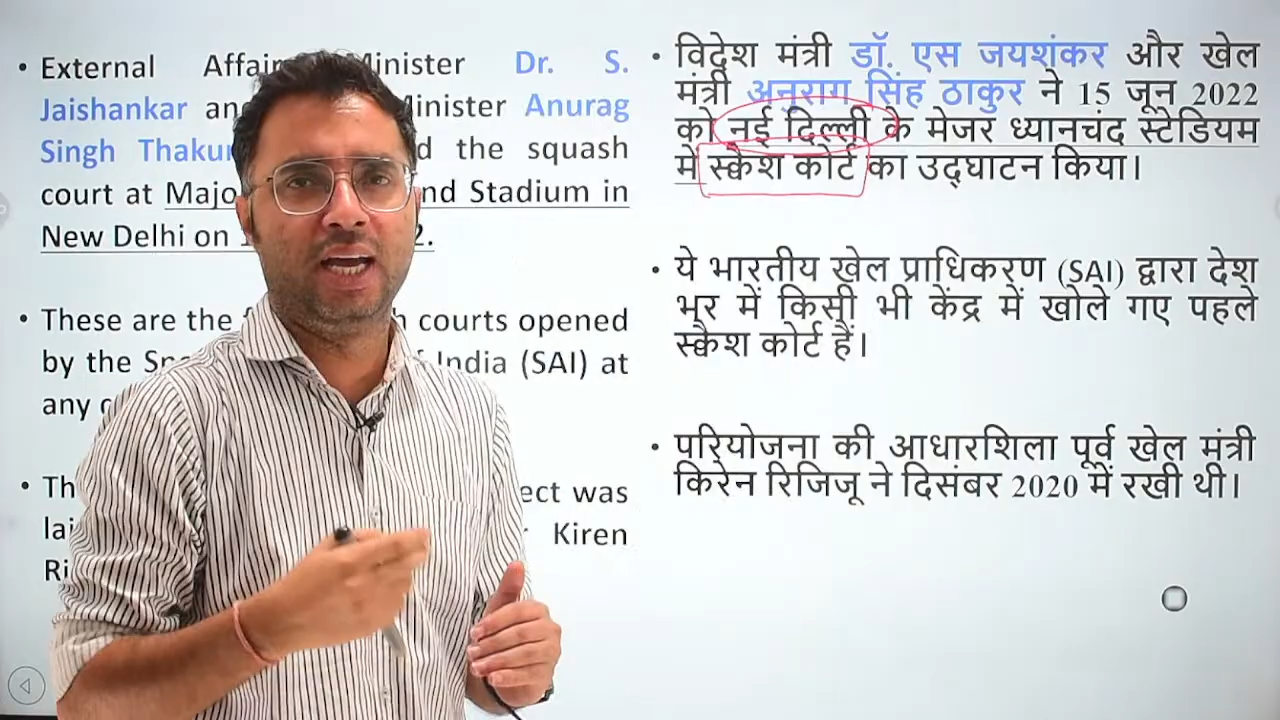 • External Affair Minister Dr. S.
Jaishankar an Minister Anurag
Singh Thakur d the squash
court at Majo nd Stadium in
New Delhi on 2.
• These are the h courts opened
by the Sp f India (SAI) at
any
• Th ect was
lai Kiren
Ri
• विदेश मंत्री डॉ. एस जयशंकर और खेल
मंत्री अनुराग सिंह ठाकुर ने 15 जून 2022
को नई दिल्ली के मेजर ध्यानचंद स्टेडियम
में स्क्वैश कोर्ट का उद्घाटन किया।
• ये भारतीय खेल प्राधिकरण (SAI) द्वारा देश
भर में किसी भी केंद्र में खोले गए पहले
स्क्वैश कोर्ट हैं।
• परियोजना की आधारशिला पूर्व खेल मंत्री
किरेन रिजिजू ने दिसंबर 2020 में रखी थी।